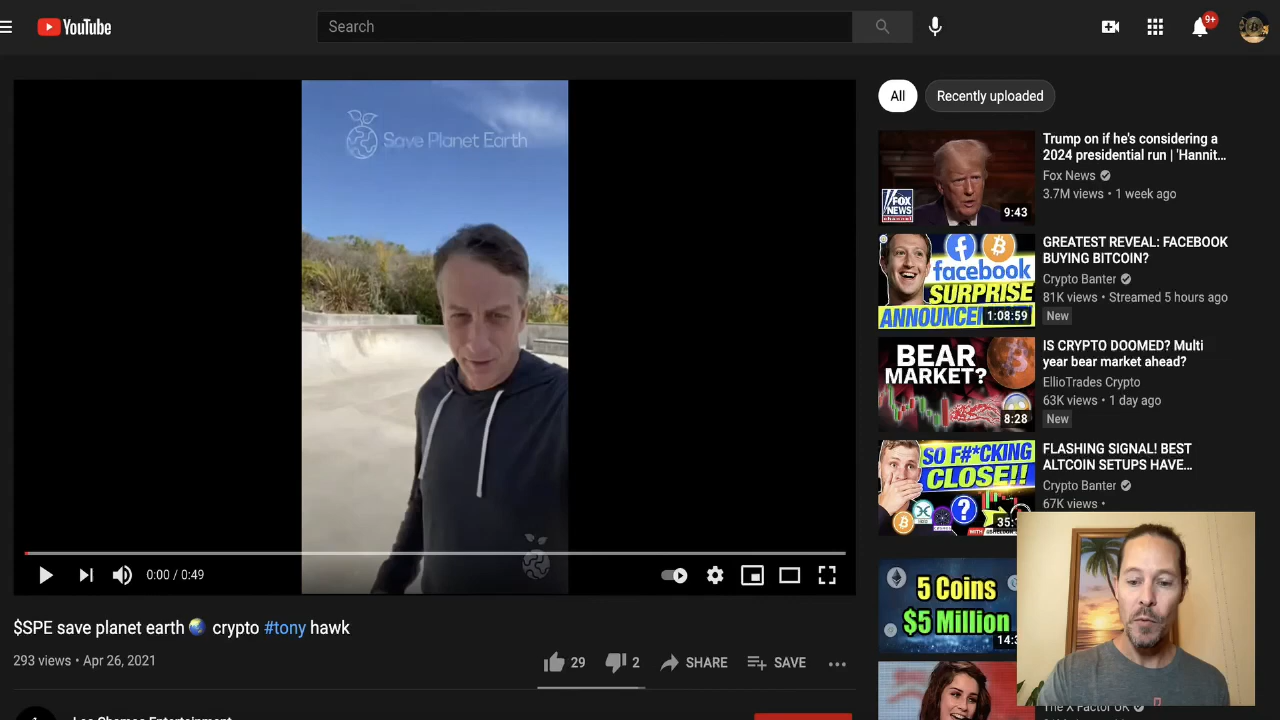 YouTube
Search
9+
Save Planet Earth
0:00 / 0:49
$SPE save planet earth 🌏 crypto #tony hawk
293 views • Apr 26, 2021
29
2
SHARE
SAVE
All
Recently uploaded
FOX
NEWS
channel
9:43
Trump on if he's considering a
2024 presidential run | 'Hannit...
Fox News
3.7M views • 1 week ago
facebook
SURPRISE
1:08:59
GREATEST REVEAL: FACEBOOK
BUYING BITCOIN?
Crypto Banter
81K views • Streamed 5 hours ago
New
BEAR
MARKET?
8:28
IS CRYPTO DOOMED? Multi
year bear market ahead?
EllioTrades Crypto
63K views • 1 day ago
New
SO F#*CKING
CLOSE!!
FLASHING SIGNAL! BEST
ALTCOIN SETUPS HAVE...
Crypto Banter
67K views •
5 Coins
$5 Million
The X Factor UK